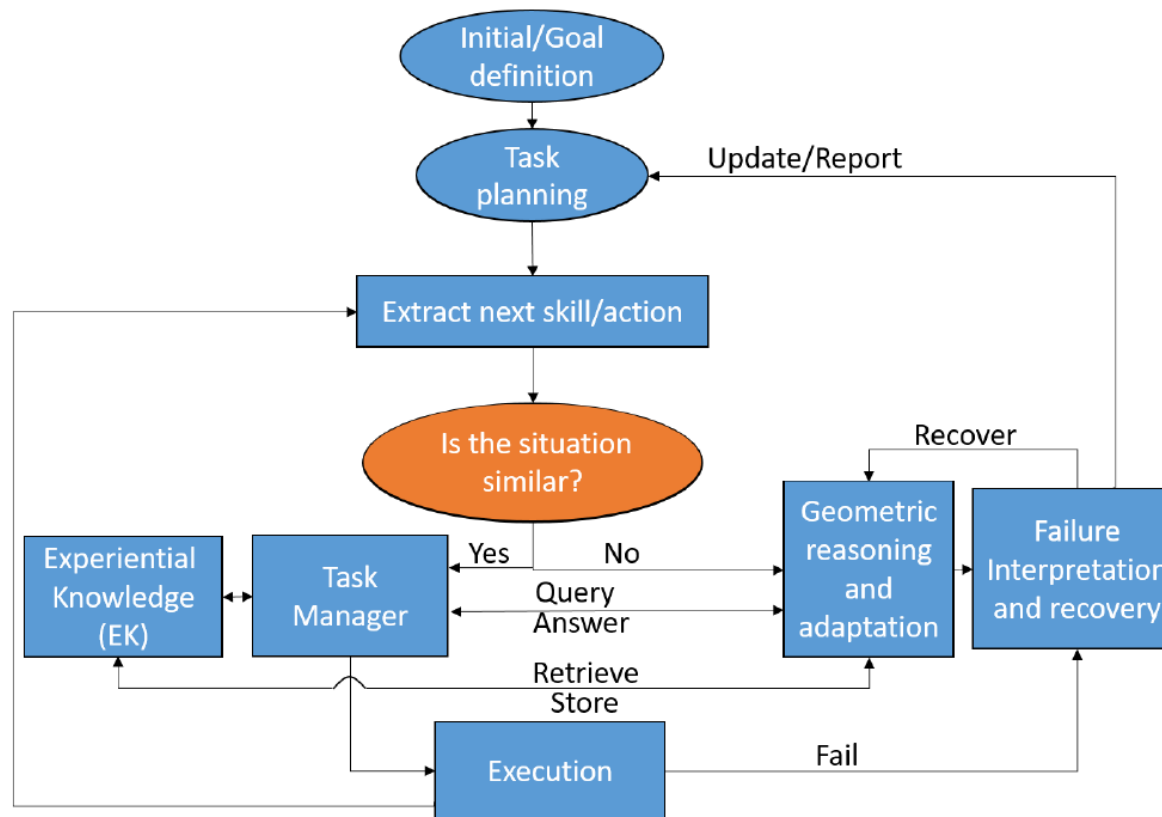 Initial/Goal
definition
Task
planning
Update/Report
Extract next skill/action
Is the situation
similar?
Recover
Yes
No
Experiential
Knowledge
(EK)
Task
Manager
Query
Answer
Geometric
reasoning
and
adaptation
Failure
Interpretation
and recovery
Retrieve
Store
Execution
Fail